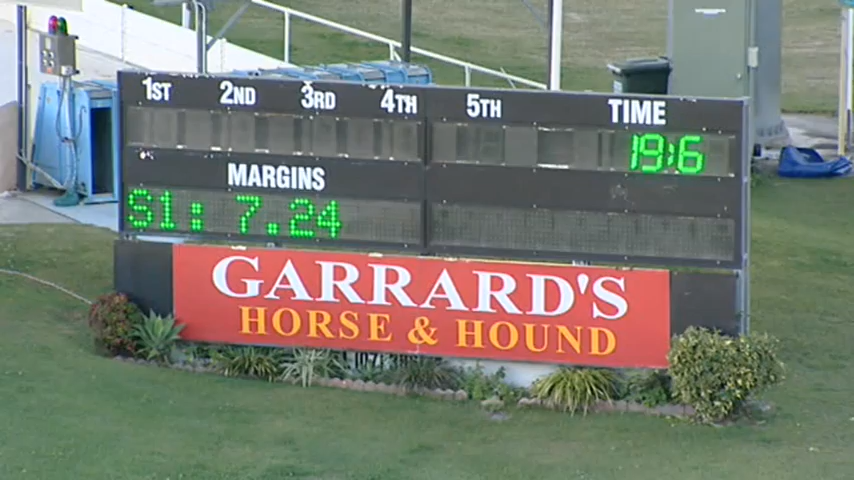 1ST 2ND 3RD 4TH 5TH TIME
19:6
MARGINS
S1: 7.24
GARRARD'S
HORSE & HOUND